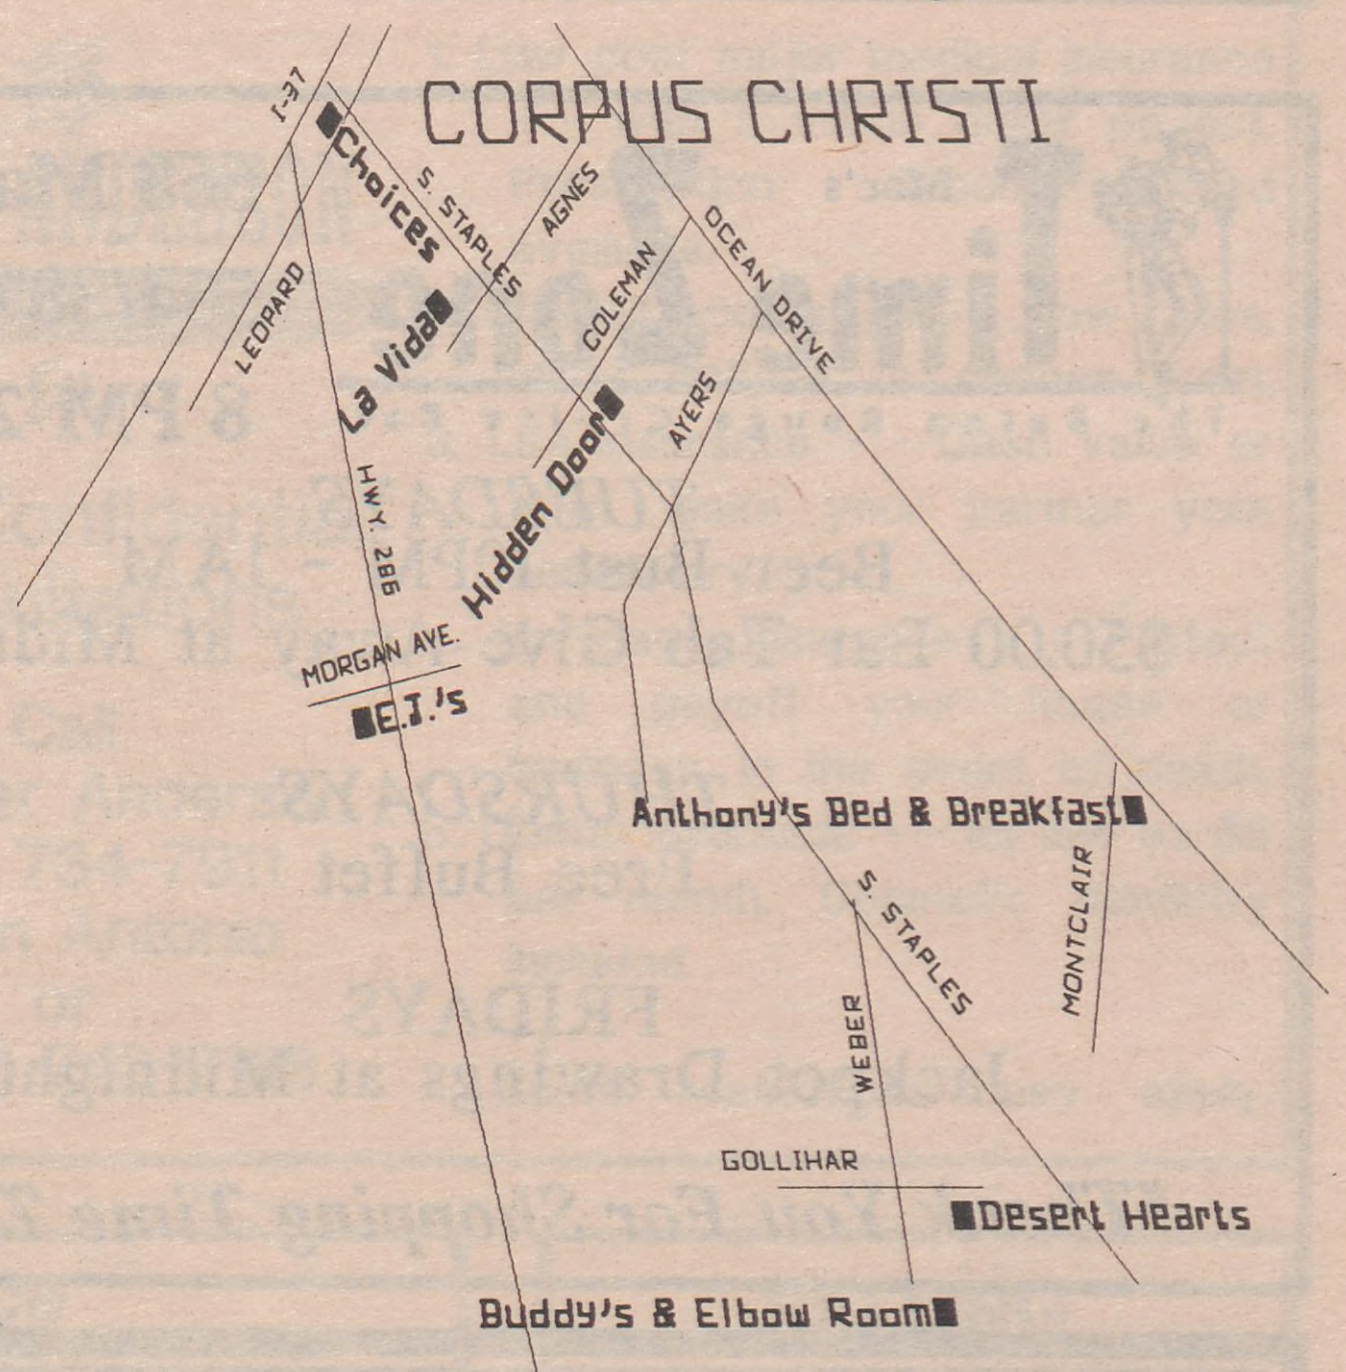 CORPUS CHRISTI
I-37
Choices
S. STAPLES
AGNES
OCEAN DRIVE
COLEMAN
LEOPARD
La Vida
AYERS
Hidden Door
HWY. 286
MORGAN AVE.
E.J.'s
Anthony's Bed & Breakfast
MONTCLAIR
S. STAPLES
WEBER
GOLLIHAR
Desert Hearts
Buddy's & Elbow Room